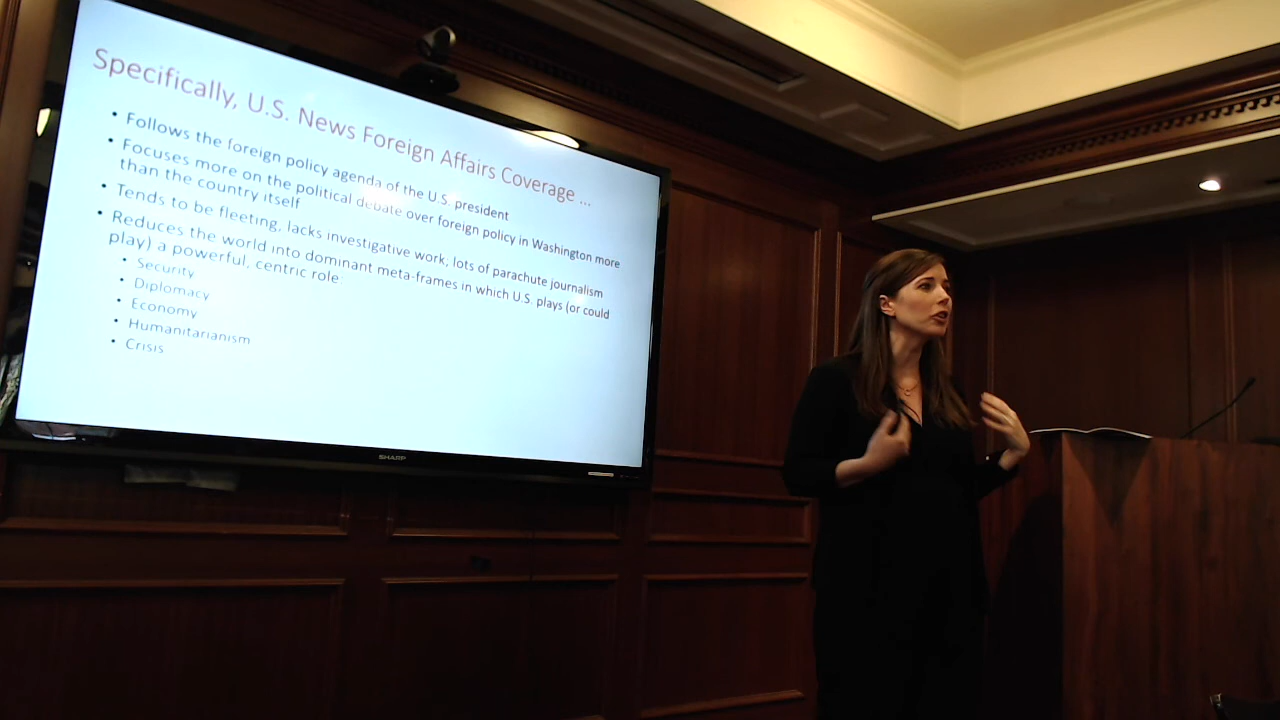 Specifically, U.S. News Foreign Affairs Coverage ...
• Follows the foreign policy agenda of the U.S. president
• Focuses more on the political debate over foreign policy in Washington more
than the country itself
• Tends to be fleeting, lacks investigative work, lots of parachute journalism
• Reduces the world into dominant meta-frames in which U.S. plays (or could
play) a powerful, centric role:
• Security
• Diplomacy
• Economy
• Humanitarianism
• Crisis
SHARP